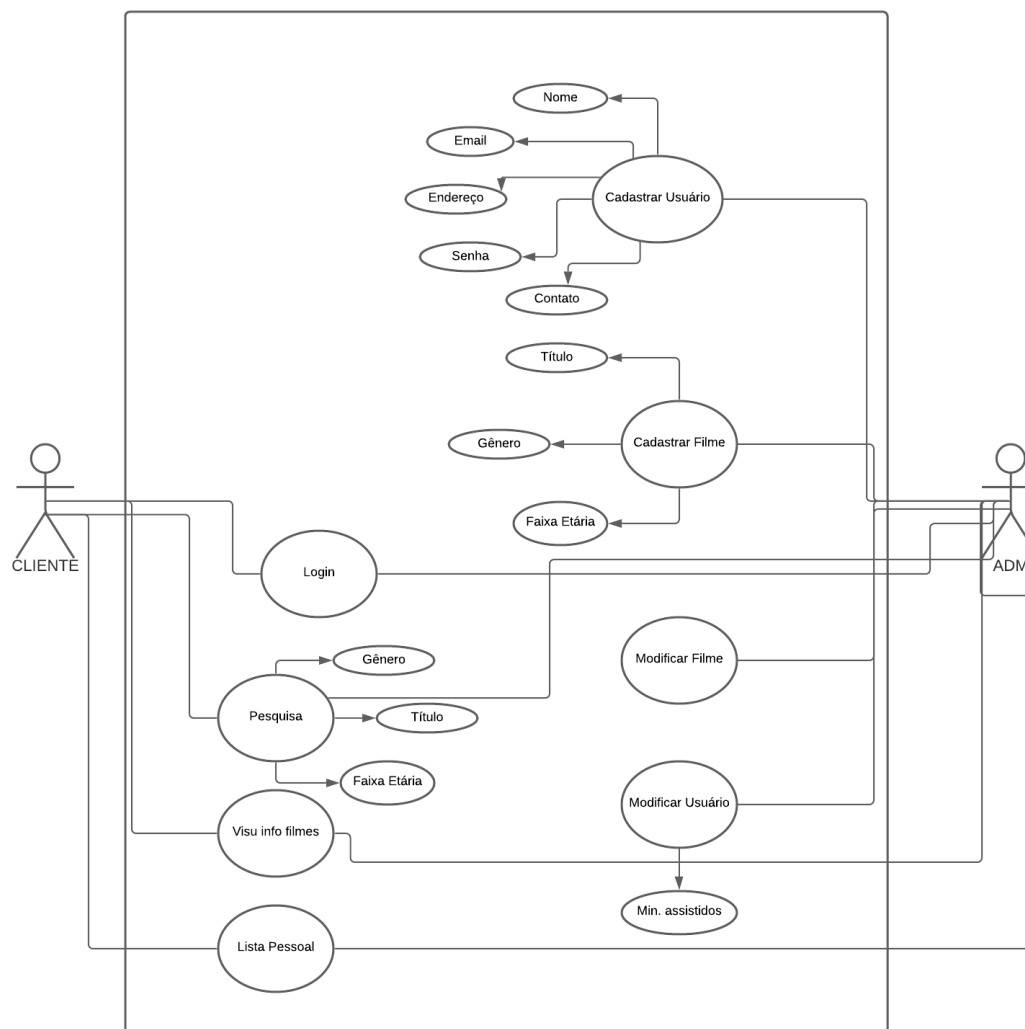 Nome
Email
Cadastrar Usuário
Endereço
Senha
Contato
Título
Gênero
Cadastrar Filme
Faixa Etária
CLIENTE
ADM
Login
Gênero
Modificar Filme
Pesquisa
Título
Faixa Etária
Modificar Usuário
Visu info filmes
Min. assistidos
Lista Pessoal